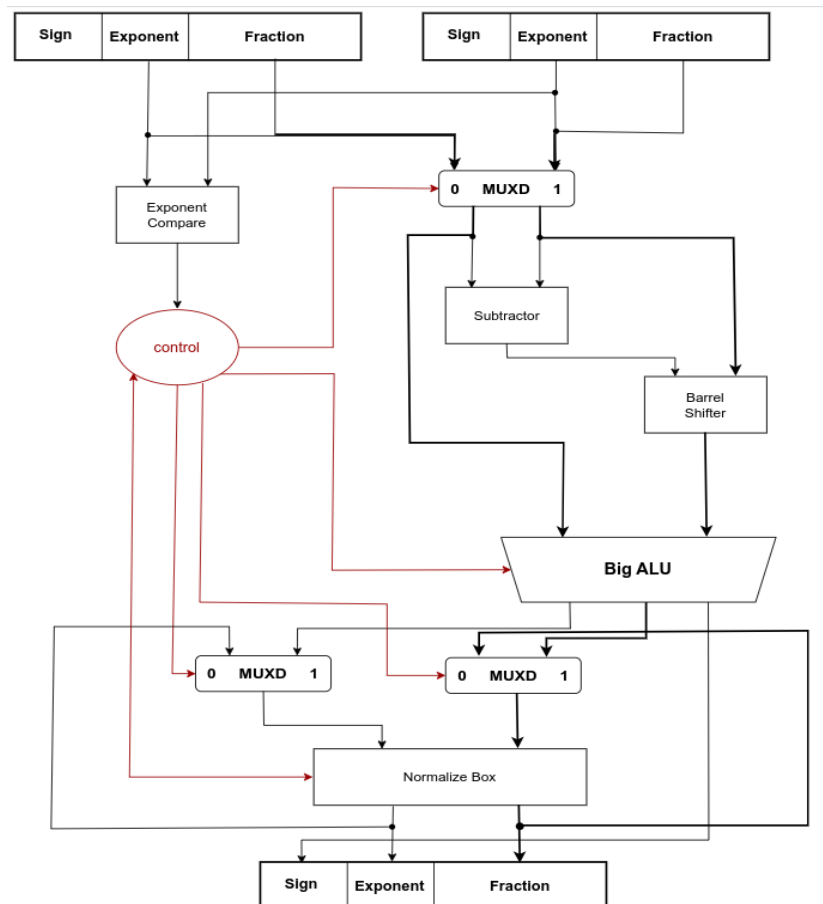 Sign Exponent Fraction
Sign Exponent Fraction
0 MUXD 1
Exponent
Compare
Subtractor
control
Barrel
Shifter
Big ALU
0 MUXD 1
0 MUXD 1
Normalize Box
Sign Exponent Fraction